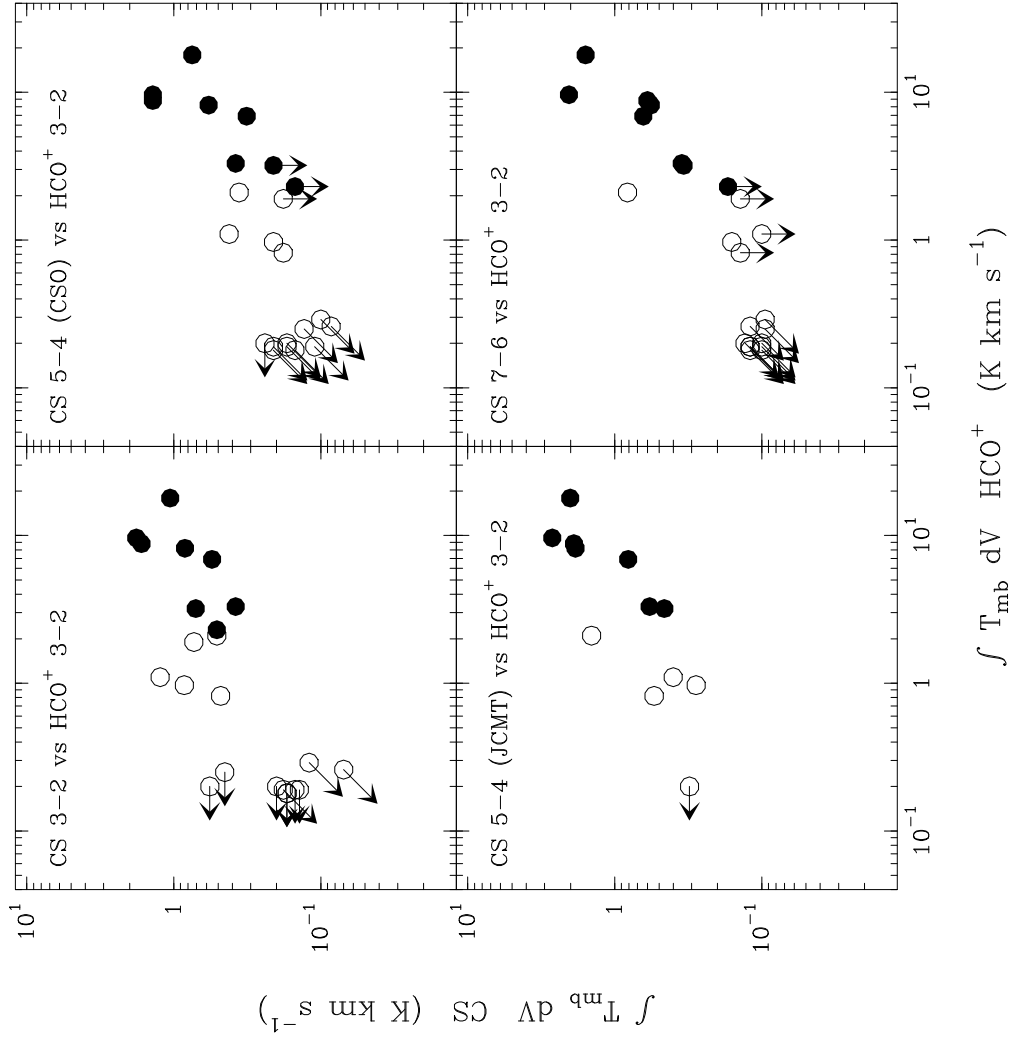 CS 3−2 vs HCO⁺ 3−2
CS 5−4 (CSO) vs HCO⁺ 3−2
10¹
1
10⁻¹
CS 5−4 (JCMT) vs HCO⁺ 3−2
CS 7−6 vs HCO⁺ 3−2
10¹
1
10⁻¹
∫ T_mb dV CS (K km s⁻¹)
10⁻¹ 1 10¹ 10⁻¹ 1 10¹
∫ T_mb dV HCO⁺ (K km s⁻¹)